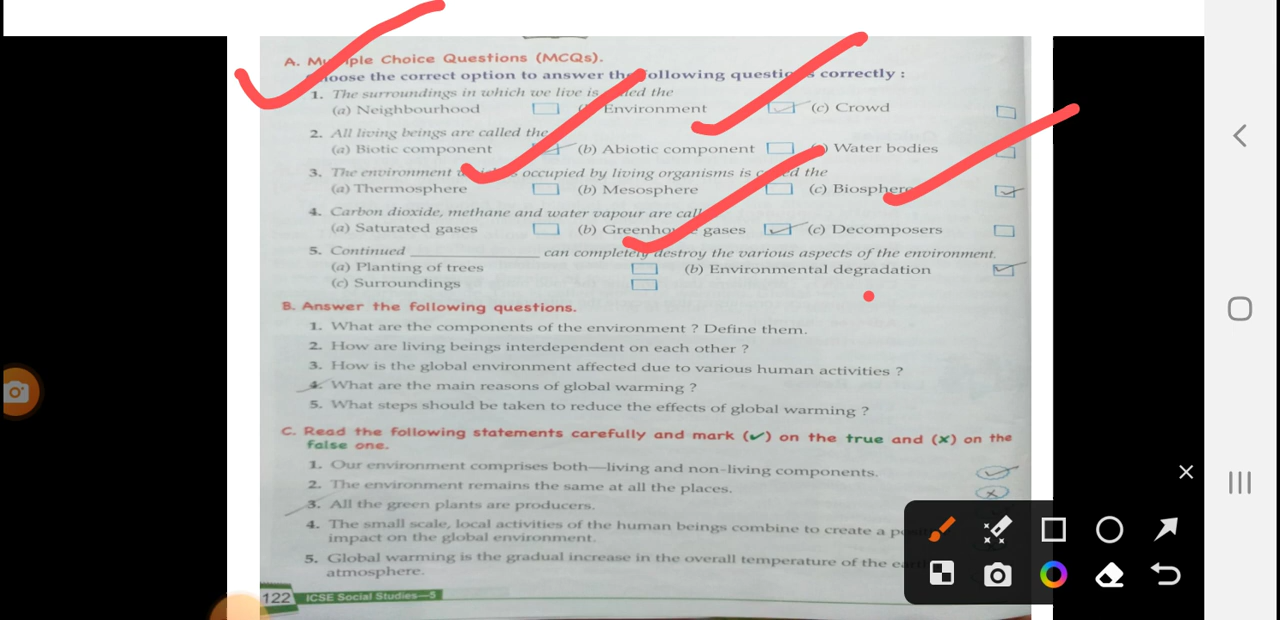 A. Multiple Choice Questions (MCQs).
Choose the correct option to answer the following questions correctly :
1. The surroundings in which we live is called the
(a) Neighbourhood (b) Environment (c) Crowd
2. All living beings are called the
(a) Biotic component (b) Abiotic component (c) Water bodies
3. The environment which is occupied by living organisms is called the
(a) Thermosphere (b) Mesosphere (c) Biosphere
4. Carbon dioxide, methane and water vapour are called
(a) Saturated gases (b) Greenhouse gases (c) Decomposers
5. Continued ____________ can completely destroy the various aspects of the environment.
(a) Planting of trees (b) Environmental degradation
(c) Surroundings
B. Answer the following questions.
1. What are the components of the environment ? Define them.
2. How are living beings interdependent on each other ?
3. How is the global environment affected due to various human activities ?
4. What are the main reasons of global warming ?
5. What steps should be taken to reduce the effects of global warming ?
C. Read the following statements carefully and mark (✓) on the true and (x) on the
false one.
1. Our environment comprises both—living and non-living components.
2. The environment remains the same at all the places.
3. All the green plants are producers.
4. The small scale, local activities of the human beings combine to create a
impact on the global environment.
5. Global warming is the gradual increase in the overall temperature of the
atmosphere.
122 ICSE Social Studies—5